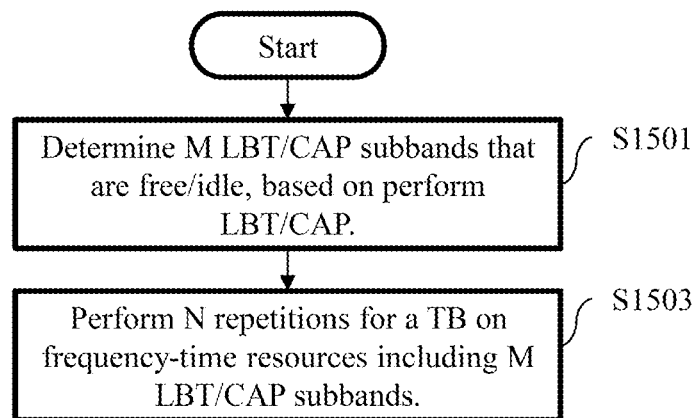 Start
Determine M LBT/CAP subbands that
are free/idle, based on perform
LBT/CAP.
S1501
Perform N repetitions for a TB on
frequency-time resources including M
LBT/CAP subbands.
S1503